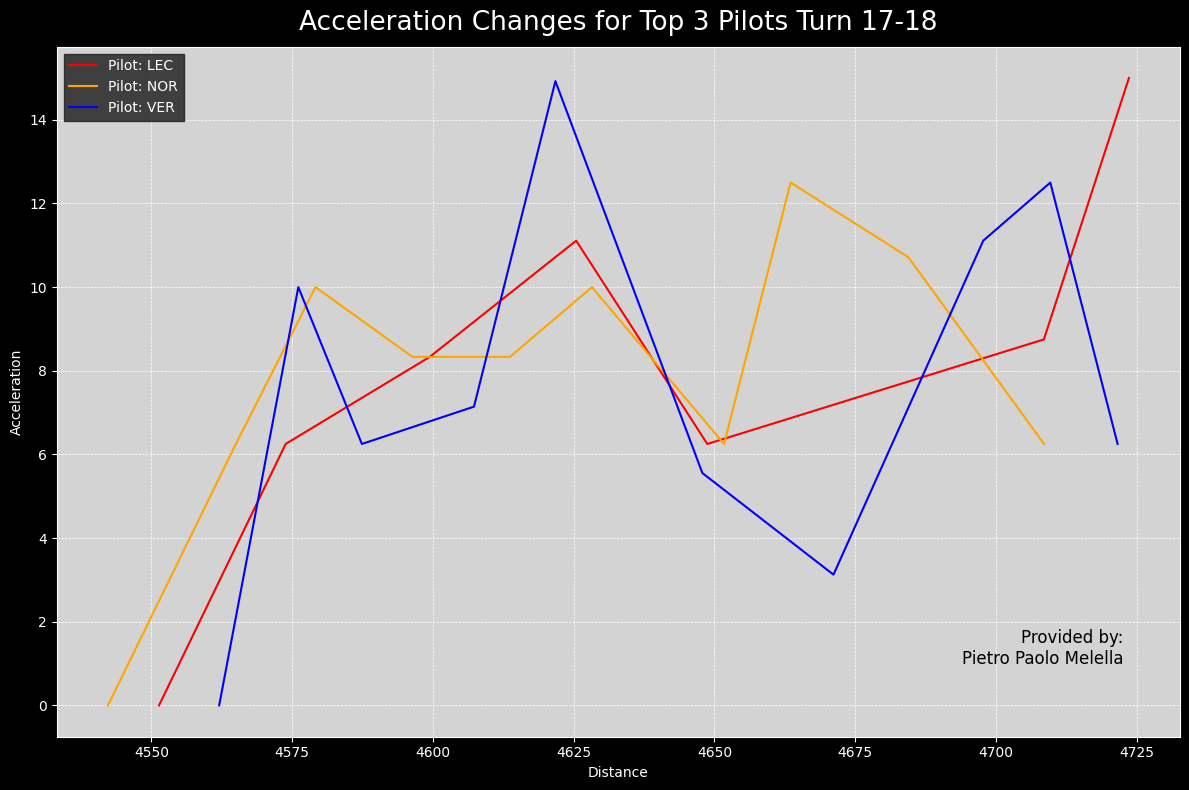 Acceleration Changes for Top 3 Pilots Turn 17-18
Pilot: LEC
Pilot: NOR
Pilot: VER
14
12
10
8
6
4
2
0
Acceleration
Provided by:
Pietro Paolo Melella
4550
4575
4600
4625
4650
4675
4700
4725
Distance